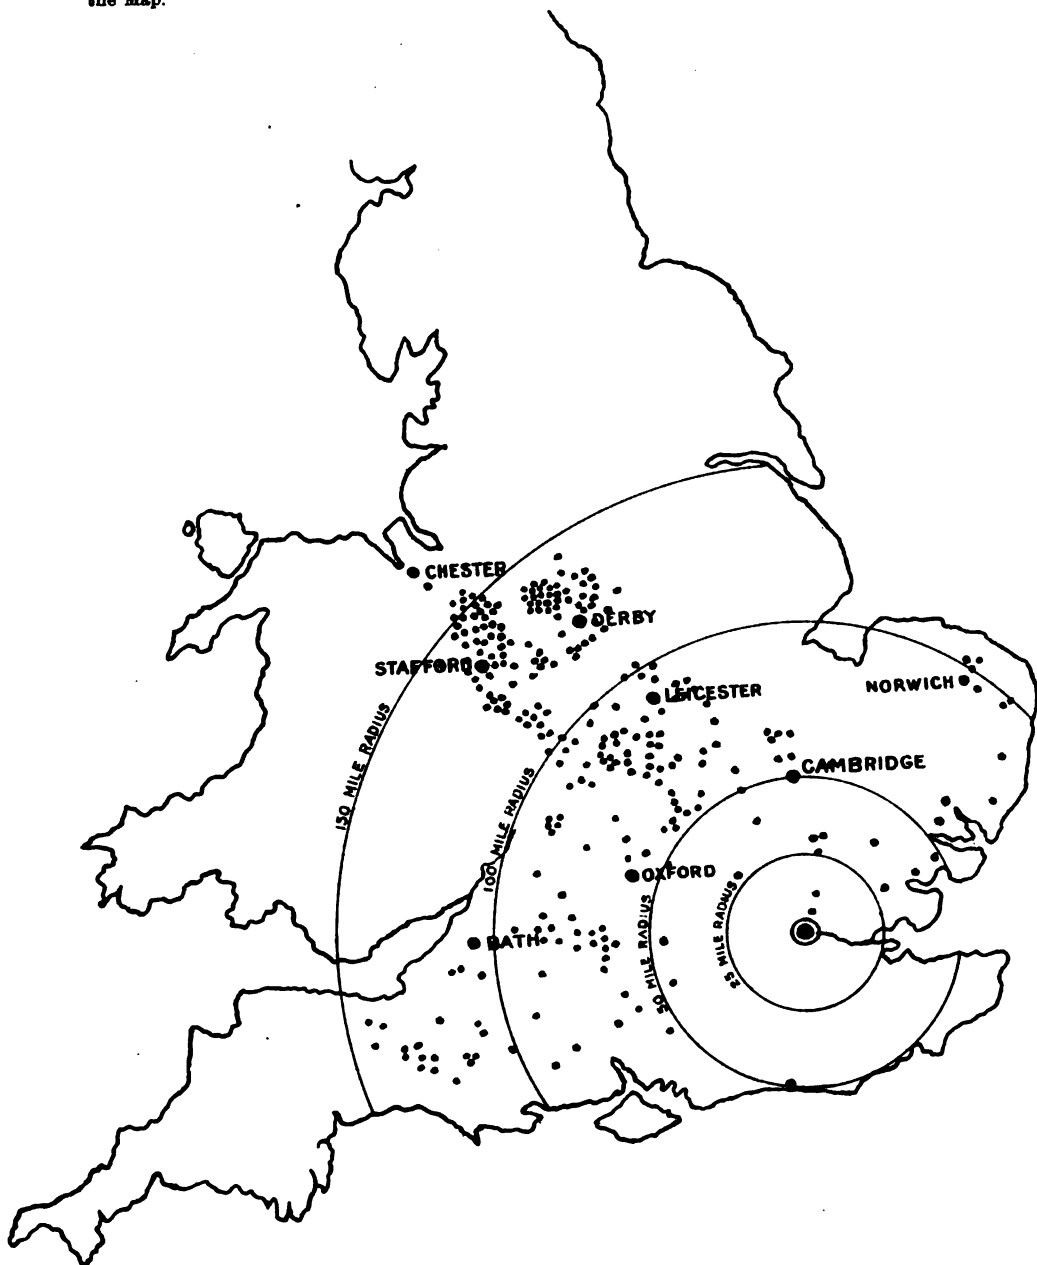 the Map.
CHESTER
DERBY
STAFFORD
LEICESTER
NORWICH
150 MILE RADIUS
CAMBRIDGE
100 MILE RADIUS
OXFORD
25 MILE RADIUS
50 MILE RADIUS
BATH